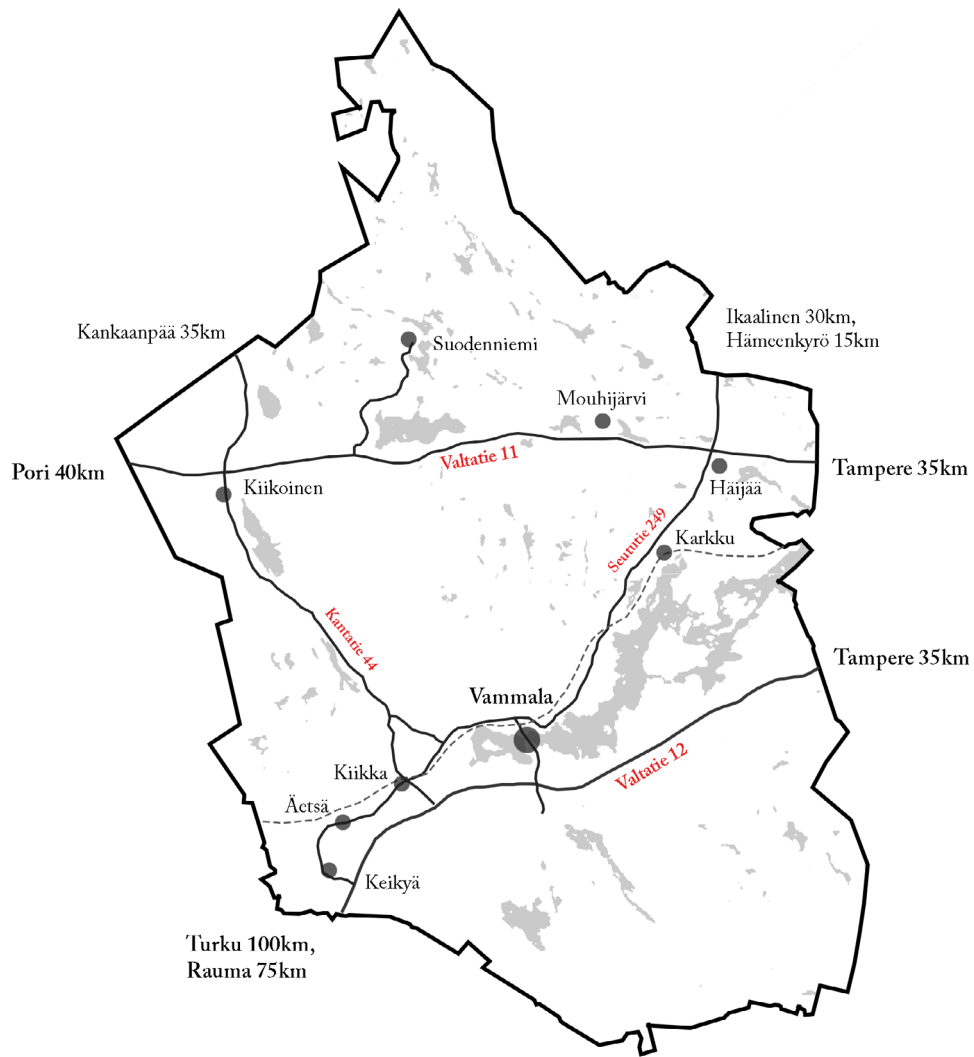 Ikaalinen 30km,
Hämeenkyrö 15km
Kankaanpää 35km
Suodenniemi
Mouhijärvi
Valtatie 11
Pori 40km
Tampere 35km
Kiikoinen
Häijää
Seututie 249
Karkku
Kantatie 44
Tampere 35km
Vammala
Valtatie 12
Kiikka
Äetsä
Keikyä
Turku 100km,
Rauma 75km